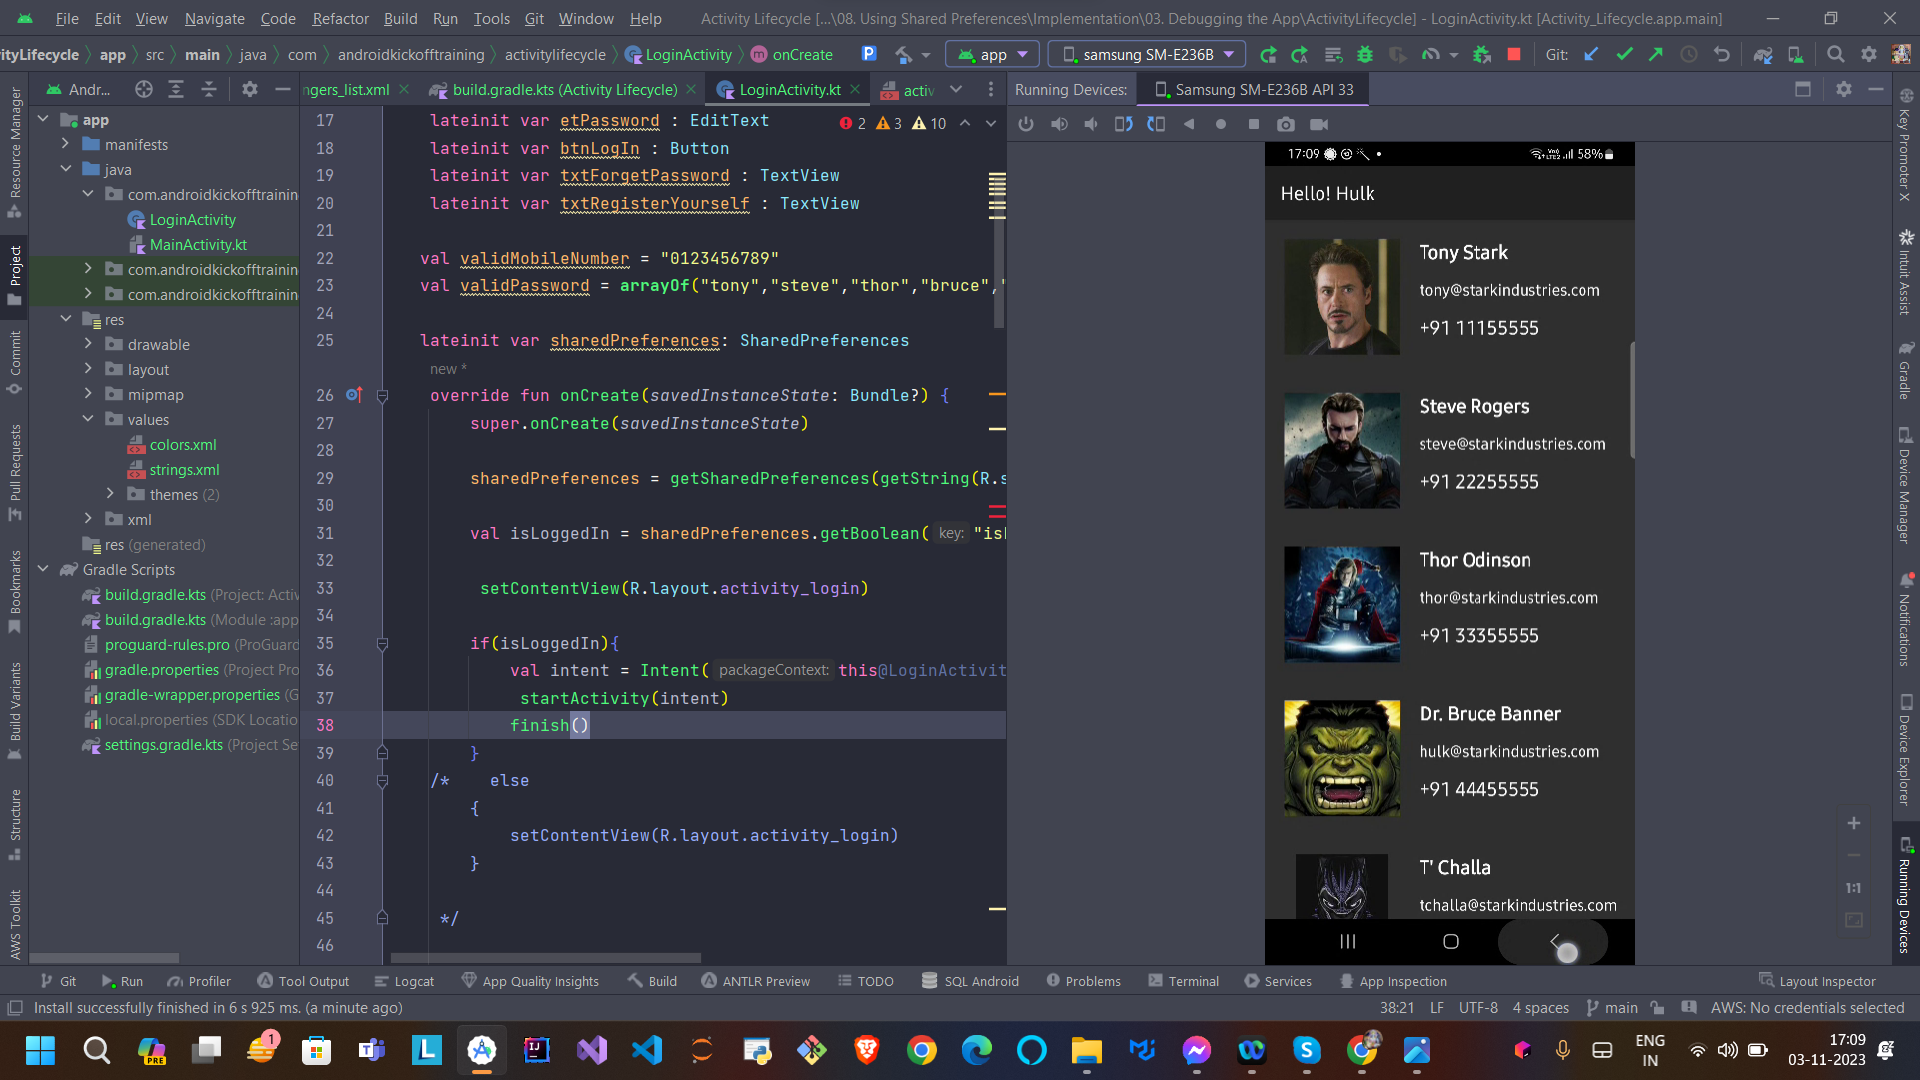 File Edit View Navigate Code Refactor Build Run Tools Git Window Help Activity Lifecycle [...\08. Using Shared Preferences\Implementation\03. Debugging the App\ActivityLifecycle] - LoginActivity.kt [Activity_Lifecycle.app.main]
ityLifecycle app src main java com androidkickofftraining activitylifecycle LoginActivity onCreate app samsung SM-E236B Git:
Andr... ngers_list.xml build.gradle.kts (Activity Lifecycle) LoginActivity.kt activ Running Devices: Samsung SM-E236B API 33
Resource Manager
Project
Commit
Pull Requests
Bookmarks
Build Variants
Structure
AWS Toolkit
app
manifests
java
com.androidkickofftraining
LoginActivity
MainActivity.kt
com.androidkickofftraining
com.androidkickofftraining
res
drawable
layout
mipmap
values
colors.xml
strings.xml
themes (2)
xml
res (generated)
Gradle Scripts
build.gradle.kts (Project: Activ
build.gradle.kts (Module :app
proguard-rules.pro (ProGuard
gradle.properties (Project Pro
gradle-wrapper.properties (G
local.properties (SDK Locatio
settings.gradle.kts (Project Se
2 3 10
17 lateinit var etPassword : EditText
18 lateinit var btnLogIn : Button
19 lateinit var txtForgetPassword : TextView
20 lateinit var txtRegisterYourself : TextView
21
22 val validMobileNumber = "0123456789"
23 val validPassword = arrayOf("tony","steve","thor","bruce","
24
25 lateinit var sharedPreferences: SharedPreferences
new *
26 override fun onCreate(savedInstanceState: Bundle?) {
27 super.onCreate(savedInstanceState)
28
29 sharedPreferences = getSharedPreferences(getString(R.s
30
31 val isLoggedIn = sharedPreferences.getBoolean( key: "isL
32
33 setContentView(R.layout.activity_login)
34
35 if(isLoggedIn){
36 val intent = Intent( packageContext: this@LoginActivit
37 startActivity(intent)
38 finish()
39 }
40 /* else
41 {
42 setContentView(R.layout.activity_login)
43 }
44
45 */
46
17:09 58%
Hello! Hulk
Tony Stark
tony@starkindustries.com
+91 11155555
Steve Rogers
steve@starkindustries.com
+91 22255555
Thor Odinson
thor@starkindustries.com
+91 33355555
Dr. Bruce Banner
hulk@starkindustries.com
+91 44455555
T' Challa
tchalla@starkindustries.com
1:1
Key Promoter X
Intuit Assist
Gradle
Device Manager
Notifications
Device Explorer
Running Devices
Git Run Profiler Tool Output Logcat App Quality Insights Build ANTLR Preview TODO SQL Android Problems Terminal Services App Inspection Layout Inspector
Install successfully finished in 6 s 925 ms. (a minute ago) 38:21 LF UTF-8 4 spaces main AWS: No credentials selected
PRE 1 L
ENG
IN
17:09
03-11-2023